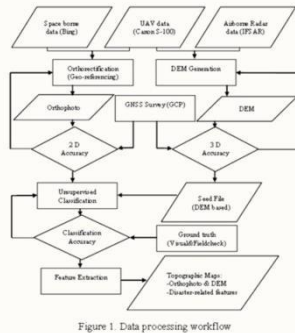 Space borne
data (Bing)
UAV data
(Canon S-100)
Airborne Radar
data (IFSAR)
Orthorectification
(Geo-referencing)
DEM Generation
Orthophoto
GNSS Survey (GCP)
DEM
2 D
Accuracy
3 D
Accuracy
Unsupervised
Classification
Seed File
(DEM based)
Classification
Accuracy
Ground truth
(Visual&Fieldcheck)
Feature Extraction
Topographic Maps:
-Orthophoto & DEM
-Disaster-related features
Figure 1. Data processing workflow